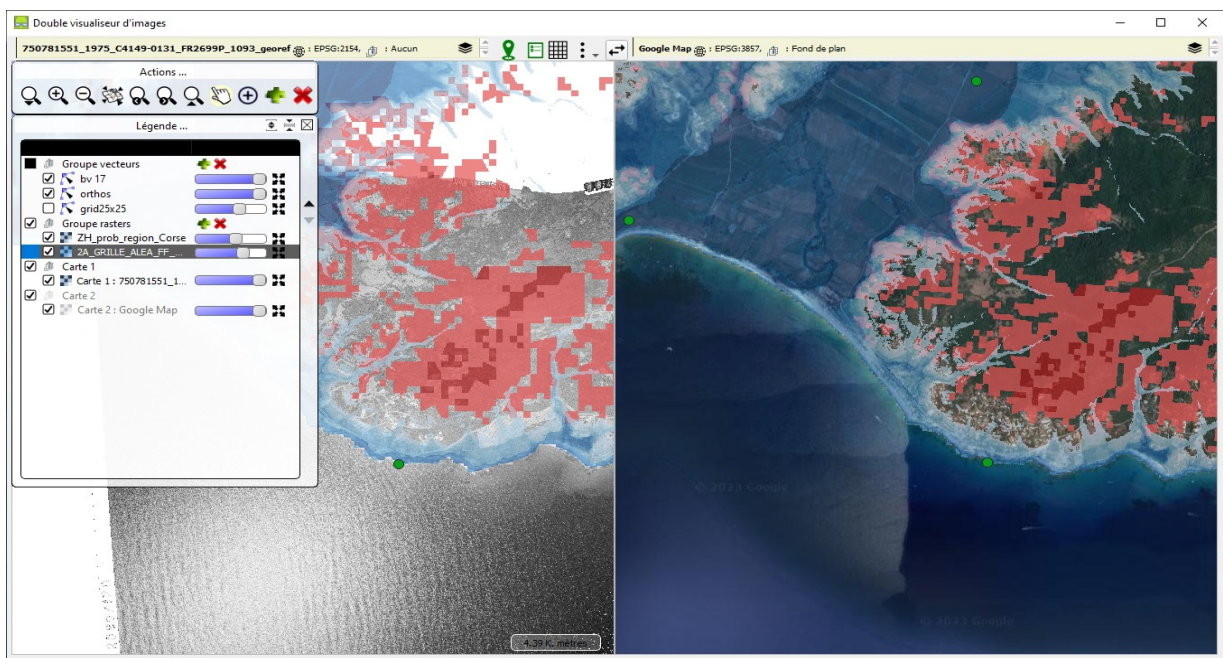 Double visualiseur d'images
750781551_1975_C4149-0131_FR2699P_1093_georef : EPSG:2154, : Aucun
Google Map : EPSG:3857, : Fond de plan
Actions ...
Légende ...
Groupe vecteurs
bv 17
orthos
grid25x25
Groupe rasters
ZH_prob_region_Corse
2A_GRILLE_ALEA_FF_...
Carte 1
Carte 1 : 750781551_1...
Carte 2
Carte 2 : Google Map
4.39 K. mètres
© 2023 Google
© 2023 Google